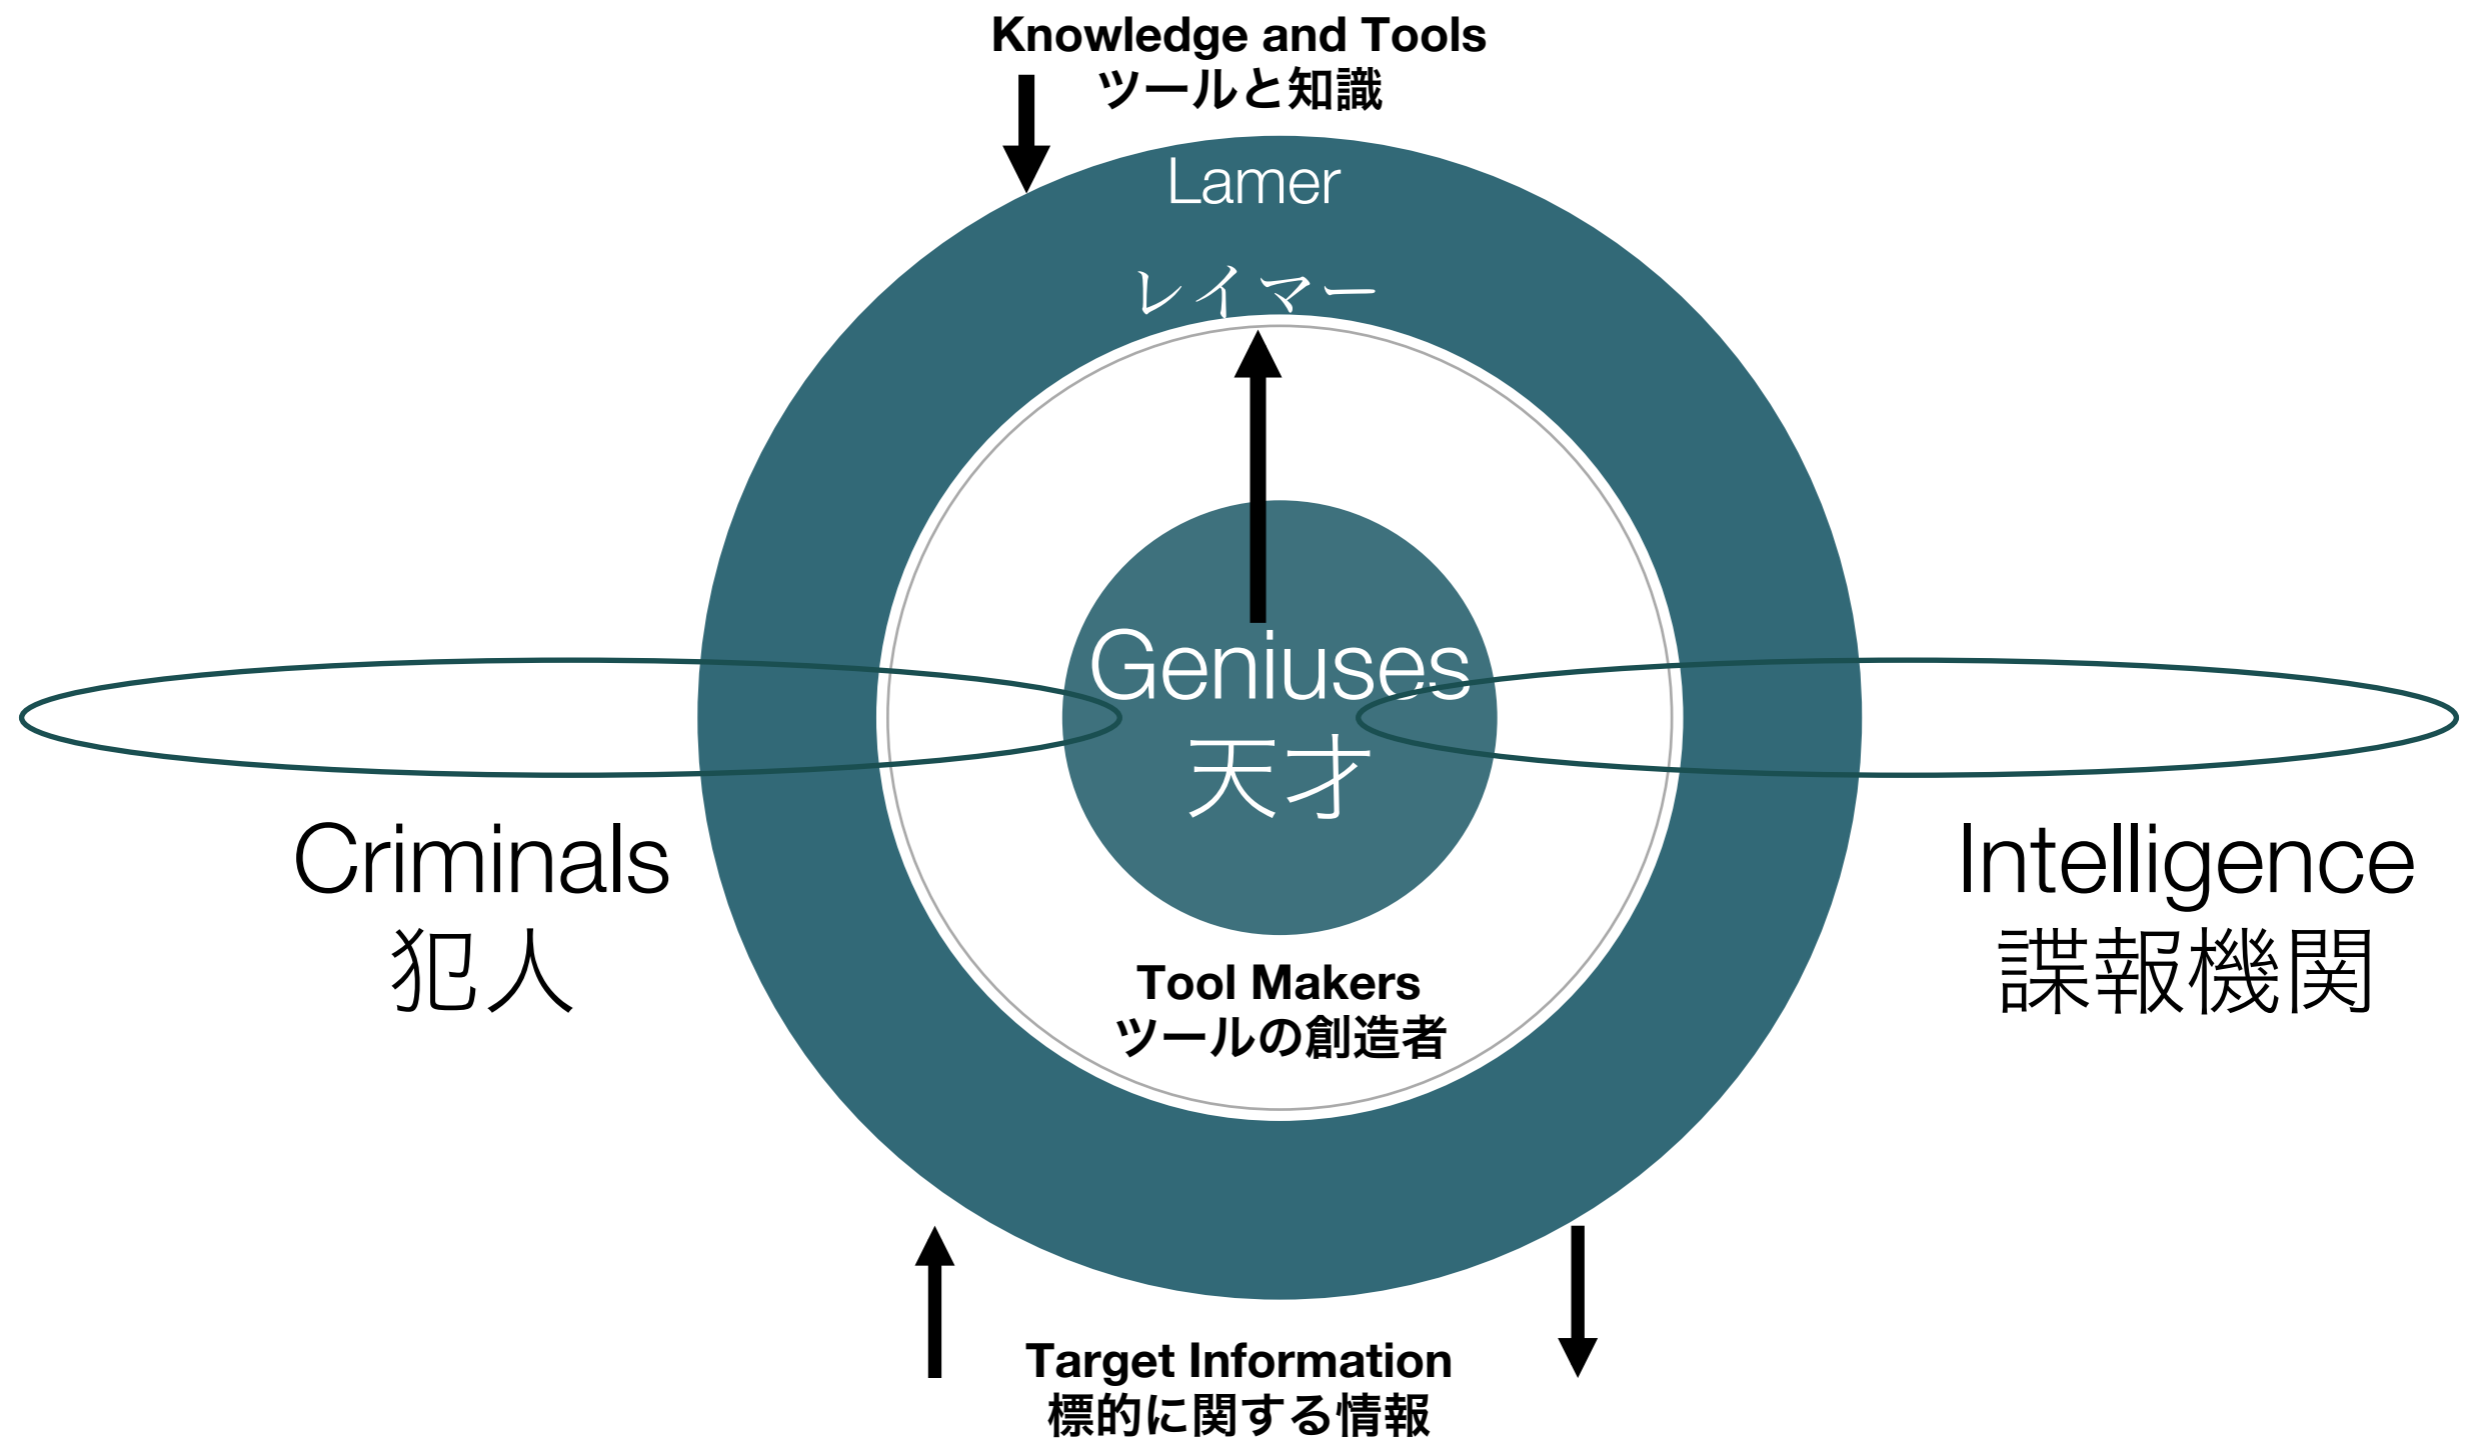 Knowledge and Tools
ツールと知識
Lamer
レイマー
Geniuses
天才
Criminals
犯人
Intelligence
諜報機関
Tool Makers
ツールの創造者
Target Information
標的に関する情報